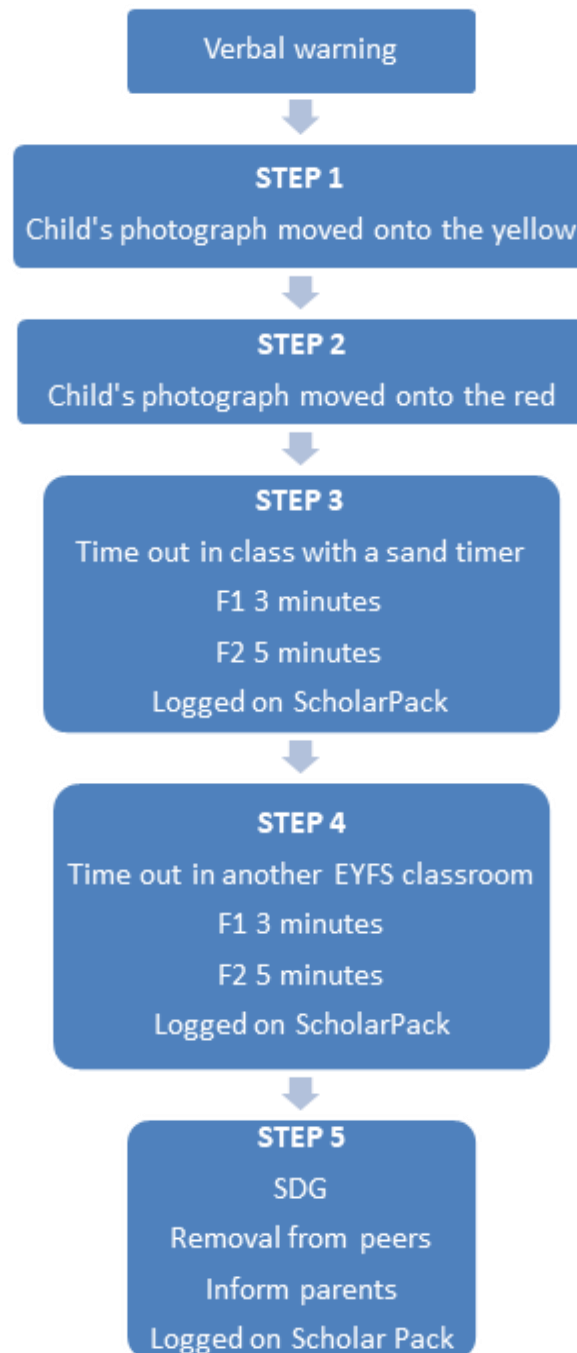 Verbal warning
STEP 1
Child's photograph moved onto the yellow
STEP 2
Child's photograph moved onto the red
STEP 3
Time out in class with a sand timer
F1 3 minutes
F2 5 minutes
Logged on ScholarPack
STEP 4
Time out in another EYFS classroom
F1 3 minutes
F2 5 minutes
Logged on ScholarPack
STEP 5
SDG
Removal from peers
Inform parents
Logged on Scholar Pack